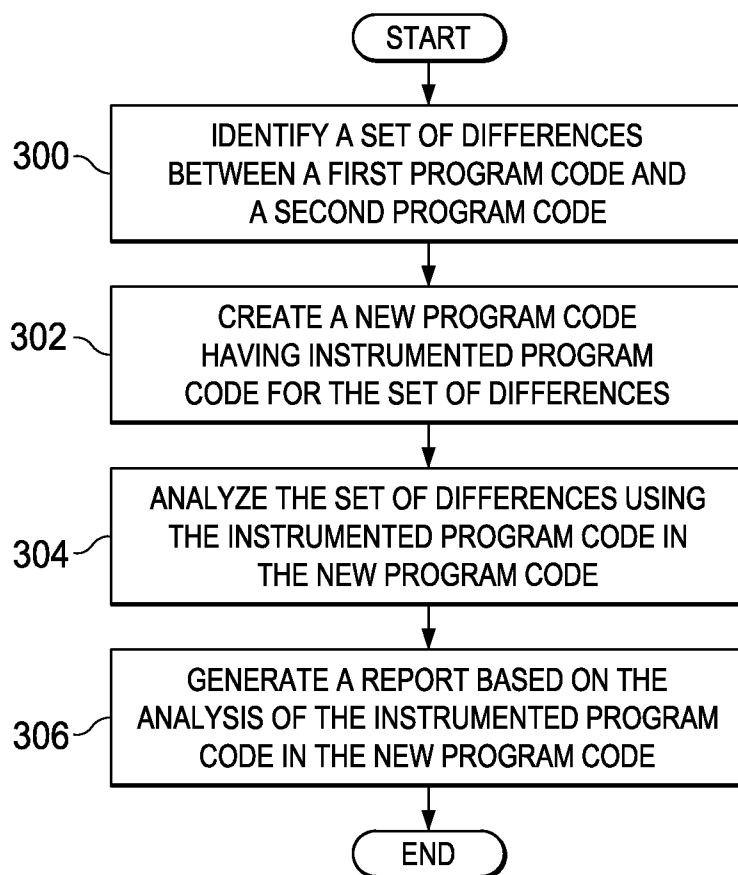 START
300
IDENTIFY A SET OF DIFFERENCES
BETWEEN A FIRST PROGRAM CODE AND
A SECOND PROGRAM CODE
302
CREATE A NEW PROGRAM CODE
HAVING INSTRUMENTED PROGRAM
CODE FOR THE SET OF DIFFERENCES
304
ANALYZE THE SET OF DIFFERENCES USING
THE INSTRUMENTED PROGRAM CODE IN
THE NEW PROGRAM CODE
306
GENERATE A REPORT BASED ON THE
ANALYSIS OF THE INSTRUMENTED PROGRAM
CODE IN THE NEW PROGRAM CODE
END